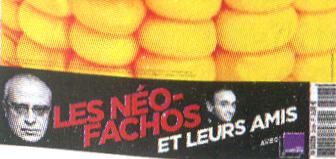 LES NÉO-
FACHOS
ET LEURS AMIS
AVEC